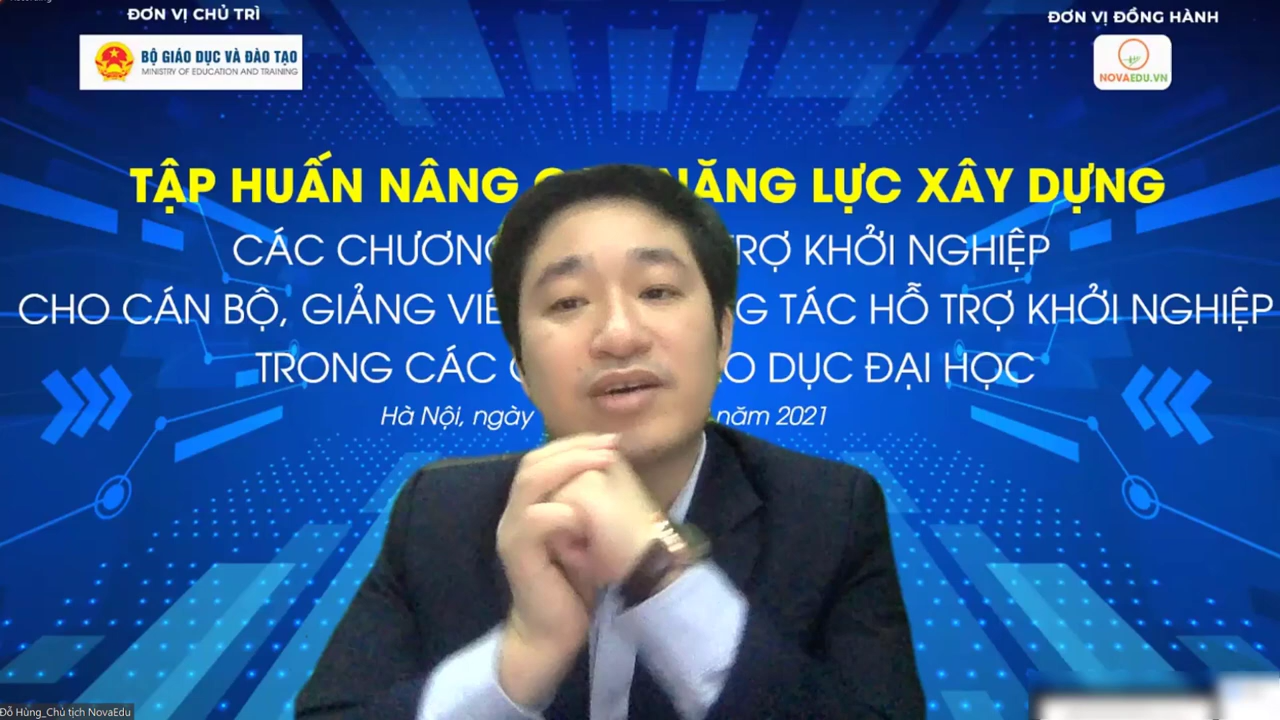 Recording
ĐƠN VỊ CHỦ TRÌ
ĐƠN VỊ ĐỒNG HÀNH
BỘ GIÁO DỤC VÀ ĐÀO TẠO
MINISTRY OF EDUCATION AND TRAINING
NOVAEDU.VN
TẬP HUẤN NÂNG NĂNG LỰC XÂY DỰNG
CÁC CHƯƠNG TRỢ KHỞI NGHIỆP
CHO CÁN BỘ, GIẢNG TÁC HỖ TRỢ KHỞI NGHIỆP
TRONG CÁC DỤC ĐẠI HỌC
Hà Nội, ngày năm 2021
Đỗ Hùng_Chủ tịch NovaEdu